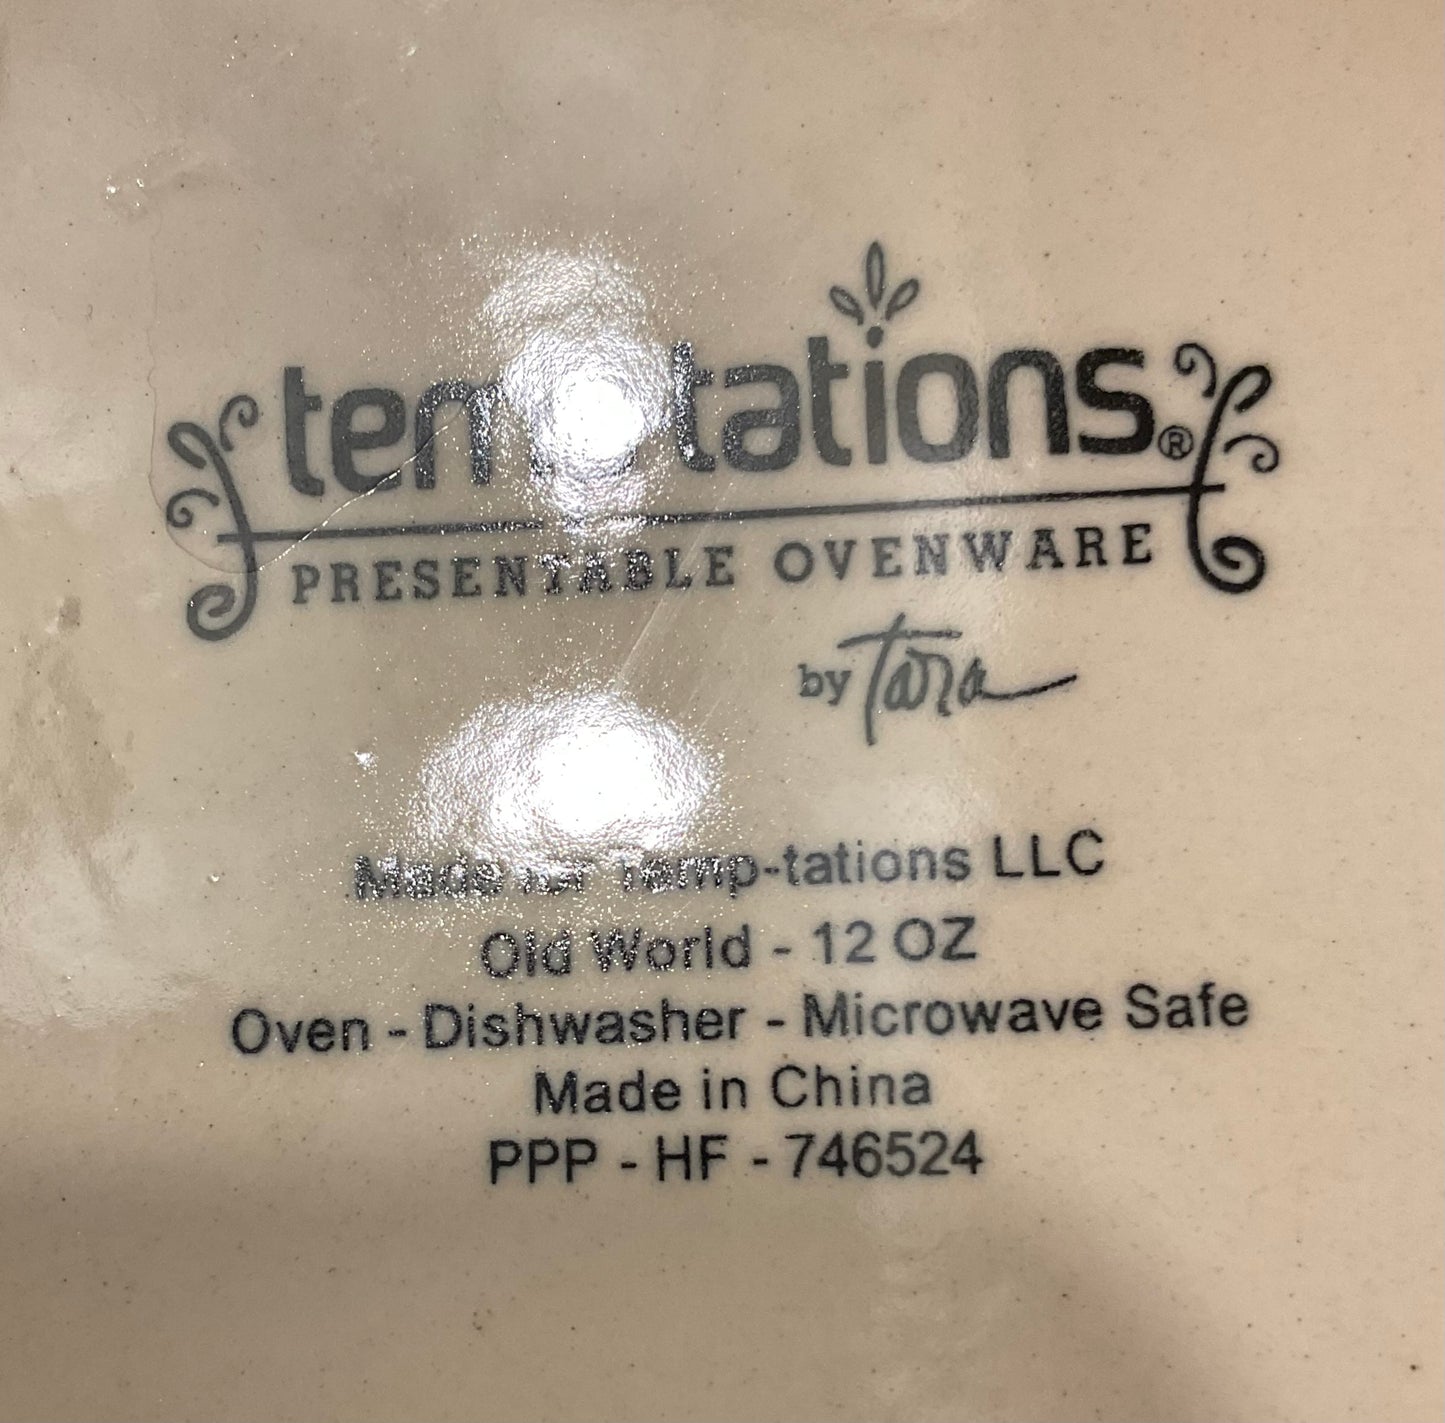 temp-tations®
PRESENTABLE OVENWARE
by Tara
Made for Temp-tations LLC
Old World - 12 OZ
Oven - Dishwasher - Microwave Safe
Made in China
PPP - HF - 746524